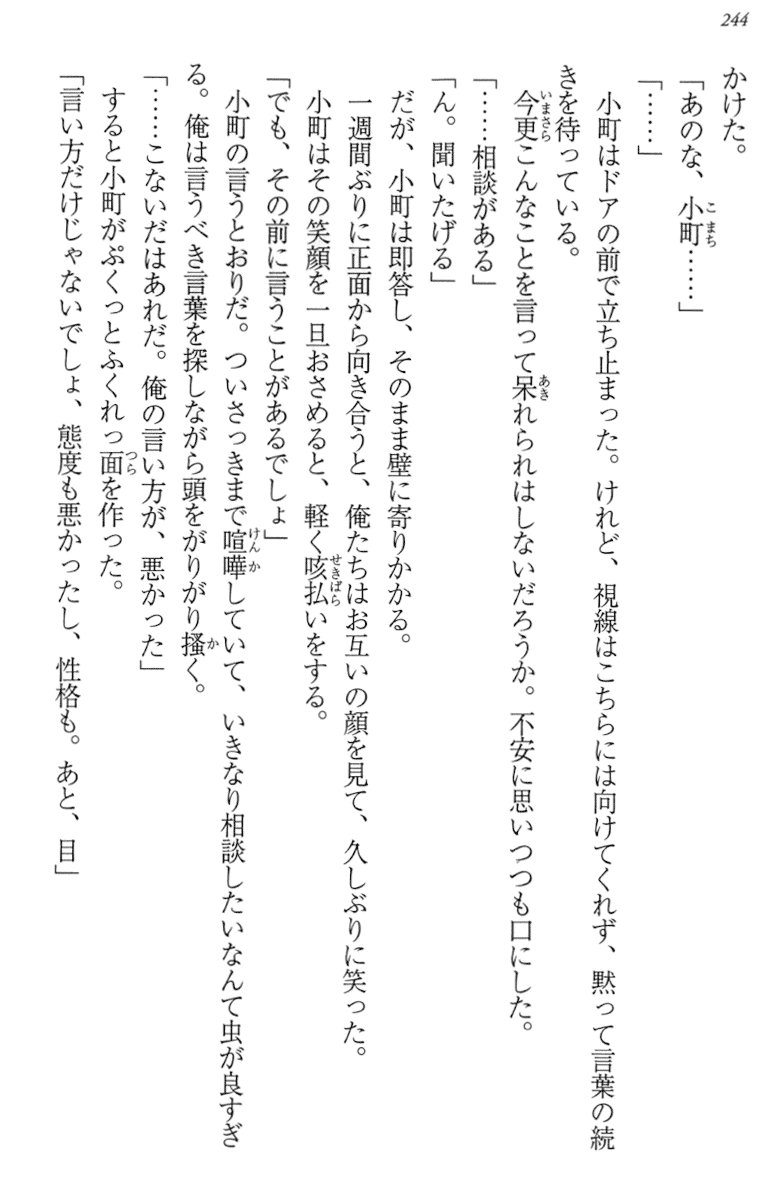 244
かけた。
「あのな、小町……」
「……」
　小町はドアの前で立ち止まった。けれど、視線はこちらには向けてくれず、黙って言葉の続
きを待っている。
　今更こんなことを言って呆れられはしないだろうか。不安に思いつつも口にした。
「……相談がある」
「ん。聞いたげる」
　だが、小町は即答し、そのまま壁に寄りかかる。
　一週間ぶりに正面から向き合うと、俺たちはお互いの顔を見て、久しぶりに笑った。
　小町はその笑顔を一旦おさめると、軽く咳払いをする。
「でも、その前に言うことがあるでしょ」
　小町の言うとおりだ。ついさっきまで喧嘩していて、いきなり相談したいなんて虫が良すぎ
る。俺は言うべき言葉を探しながら頭をがりがり掻く。
「……こないだはあれだ。俺の言い方が、悪かった」
　すると小町がぷくっとふくれっ面を作った。
「言い方だけじゃないでしょ、態度も悪かったし、性格も。あと、目」